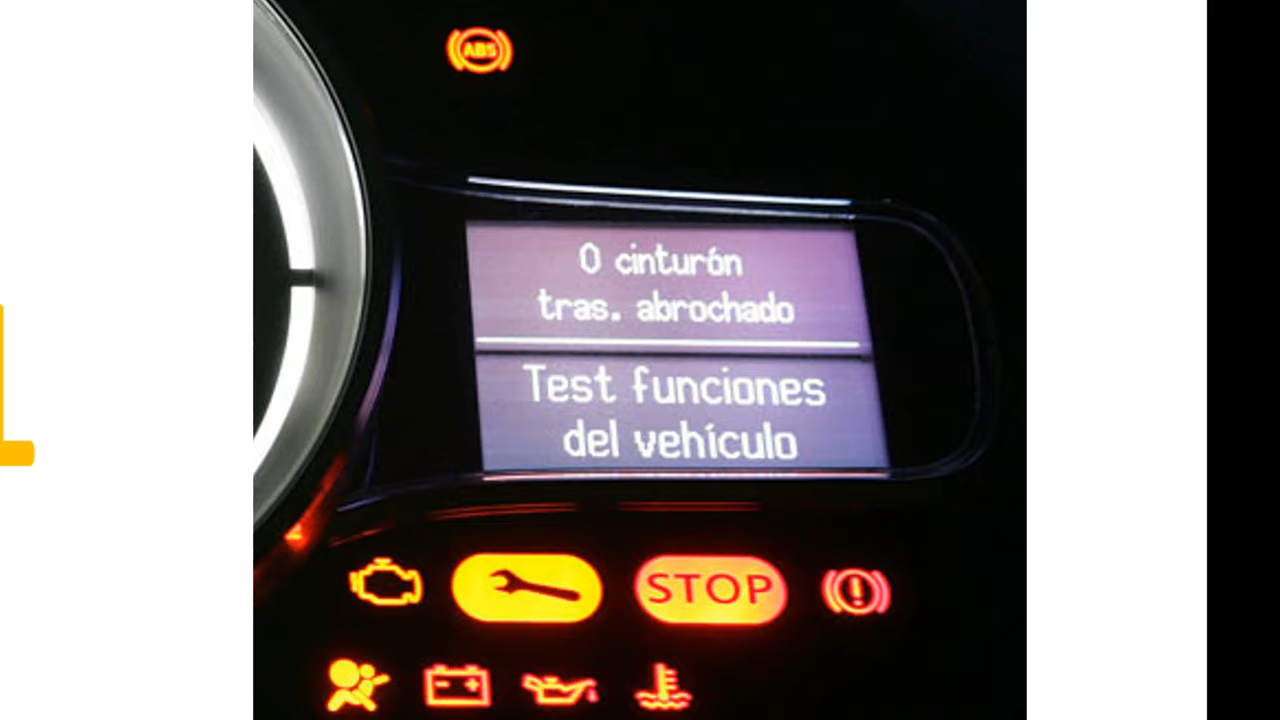 ABS
0 cinturón
tras. abrochado
Test funciones
del vehículo
STOP